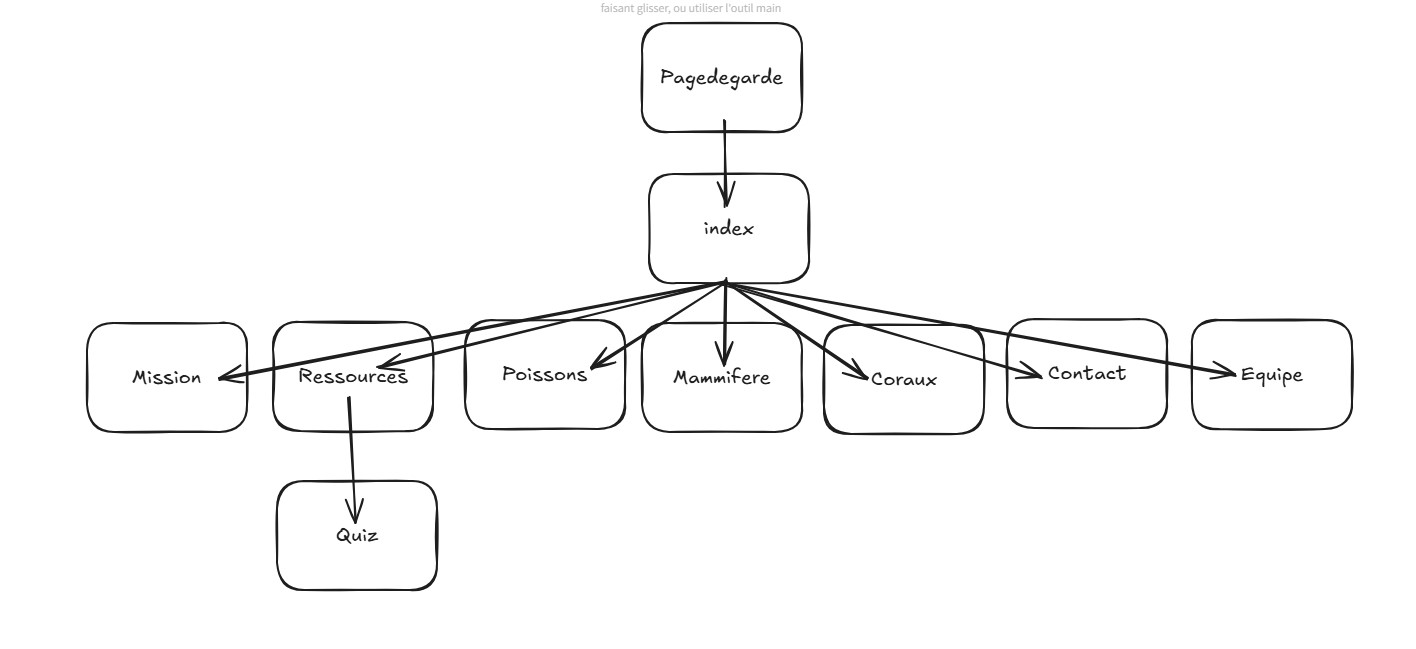 faisant glisser, ou utiliser l'outil main
Pagedegarde
index
Mission
Ressources
Poissons
Mammifere
Coraux
Contact
Equipe
Quiz